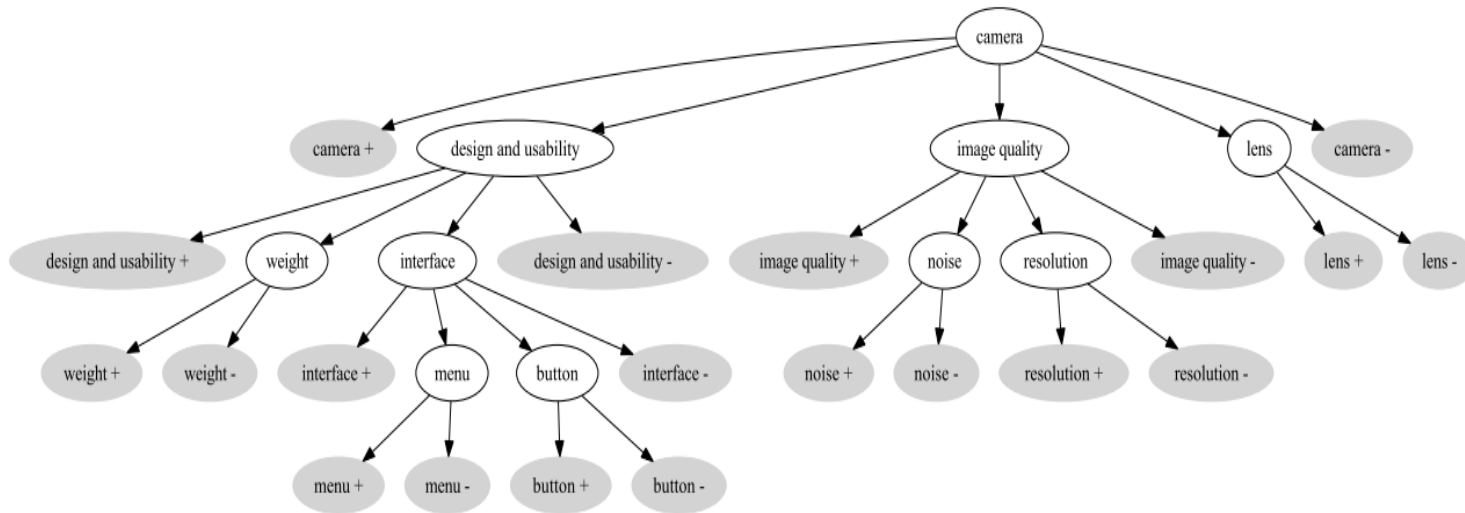 camera
camera +
design and usability
image quality
lens
camera -
design and usability +
weight
interface
design and usability -
image quality +
noise
resolution
image quality -
lens +
lens -
weight +
weight -
interface +
menu
button
interface -
noise +
noise -
resolution +
resolution -
menu +
menu -
button +
button -